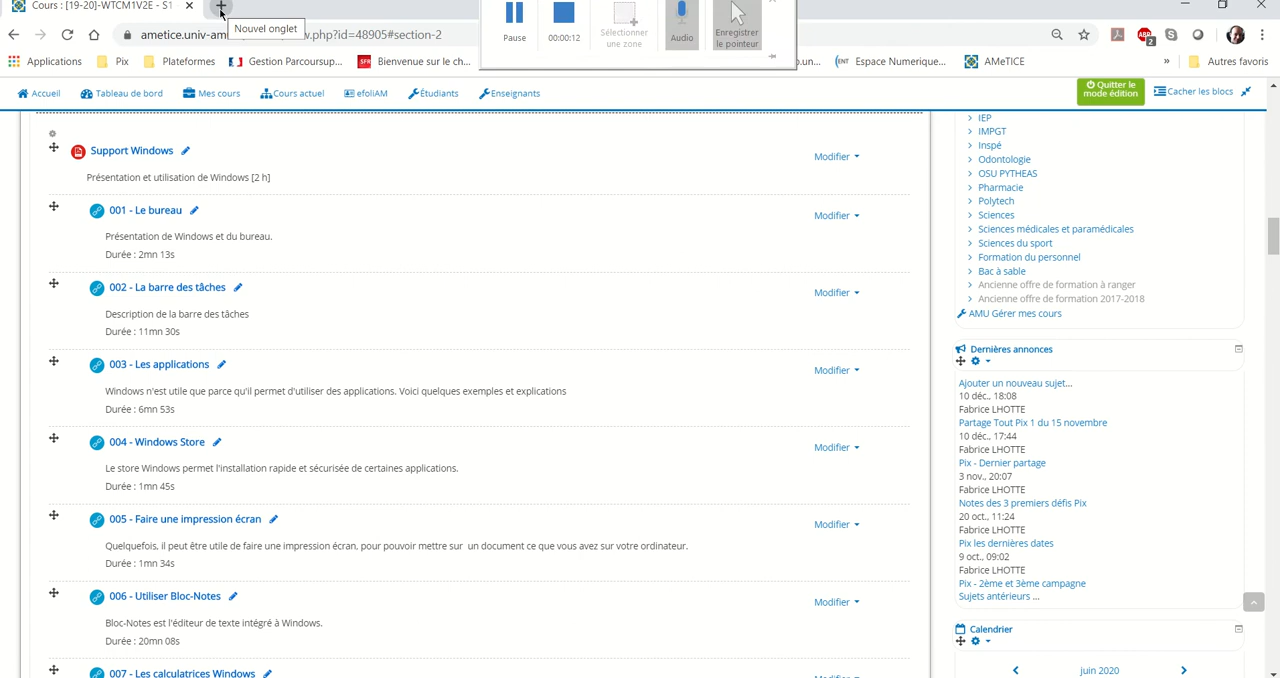 Cours : [19-20]-WTCM1V2E - S1
Nouvel onglet
ametice.univ-am
w.php?id=48905#section-2
Pause
00:00:12
Sélectionner
une zone
Audio
Enregistrer
le pointeur
2
Applications
Pix
Plateformes
Gestion Parcoursup...
SFR
Bienvenue sur le ch...
o.un...
ENT
Espace Numerique...
AMeTICE
»
Autres favoris
Accueil
Tableau de bord
Mes cours
Cours actuel
efoliAM
Étudiants
Enseignants
Quitter le
mode édition
Cacher les blocs
Support Windows
Modifier
Présentation et utilisation de Windows [2 h]
001 - Le bureau
Modifier
Présentation de Windows et du bureau.
Durée : 2mn 13s
002 - La barre des tâches
Modifier
Description de la barre des tâches
Durée : 11mn 30s
003 - Les applications
Modifier
Windows n'est utile que parce qu'il permet d'utiliser des applications. Voici quelques exemples et explications
Durée : 6mn 53s
004 - Windows Store
Modifier
Le store Windows permet l'installation rapide et sécurisée de certaines applications.
Durée : 1mn 45s
005 - Faire une impression écran
Modifier
Quelquefois, il peut être utile de faire une impression écran, pour pouvoir mettre sur un document ce que vous avez sur votre ordinateur.
Durée : 1mn 34s
006 - Utiliser Bloc-Notes
Modifier
Bloc-Notes est l'éditeur de texte intégré à Windows.
Durée : 20mn 08s
007 - Les calculatrices Windows
IEP
IMPGT
Inspé
Odontologie
OSU PYTHEAS
Pharmacie
Polytech
Sciences
Sciences médicales et paramédicales
Sciences du sport
Formation du personnel
Bac à sable
Ancienne offre de formation à ranger
Ancienne offre de formation 2017-2018
AMU Gérer mes cours
Dernières annonces
Ajouter un nouveau sujet...
10 déc., 18:08
Fabrice LHOTTE
Partage Tout Pix 1 du 15 novembre
10 déc., 17:44
Fabrice LHOTTE
Pix - Dernier partage
3 nov., 20:07
Fabrice LHOTTE
Notes des 3 premiers défis Pix
20 oct., 11:24
Fabrice LHOTTE
Pix les dernières dates
9 oct., 09:02
Fabrice LHOTTE
Pix - 2ème et 3ème campagne
Sujets antérieurs ...
Calendrier
juin 2020